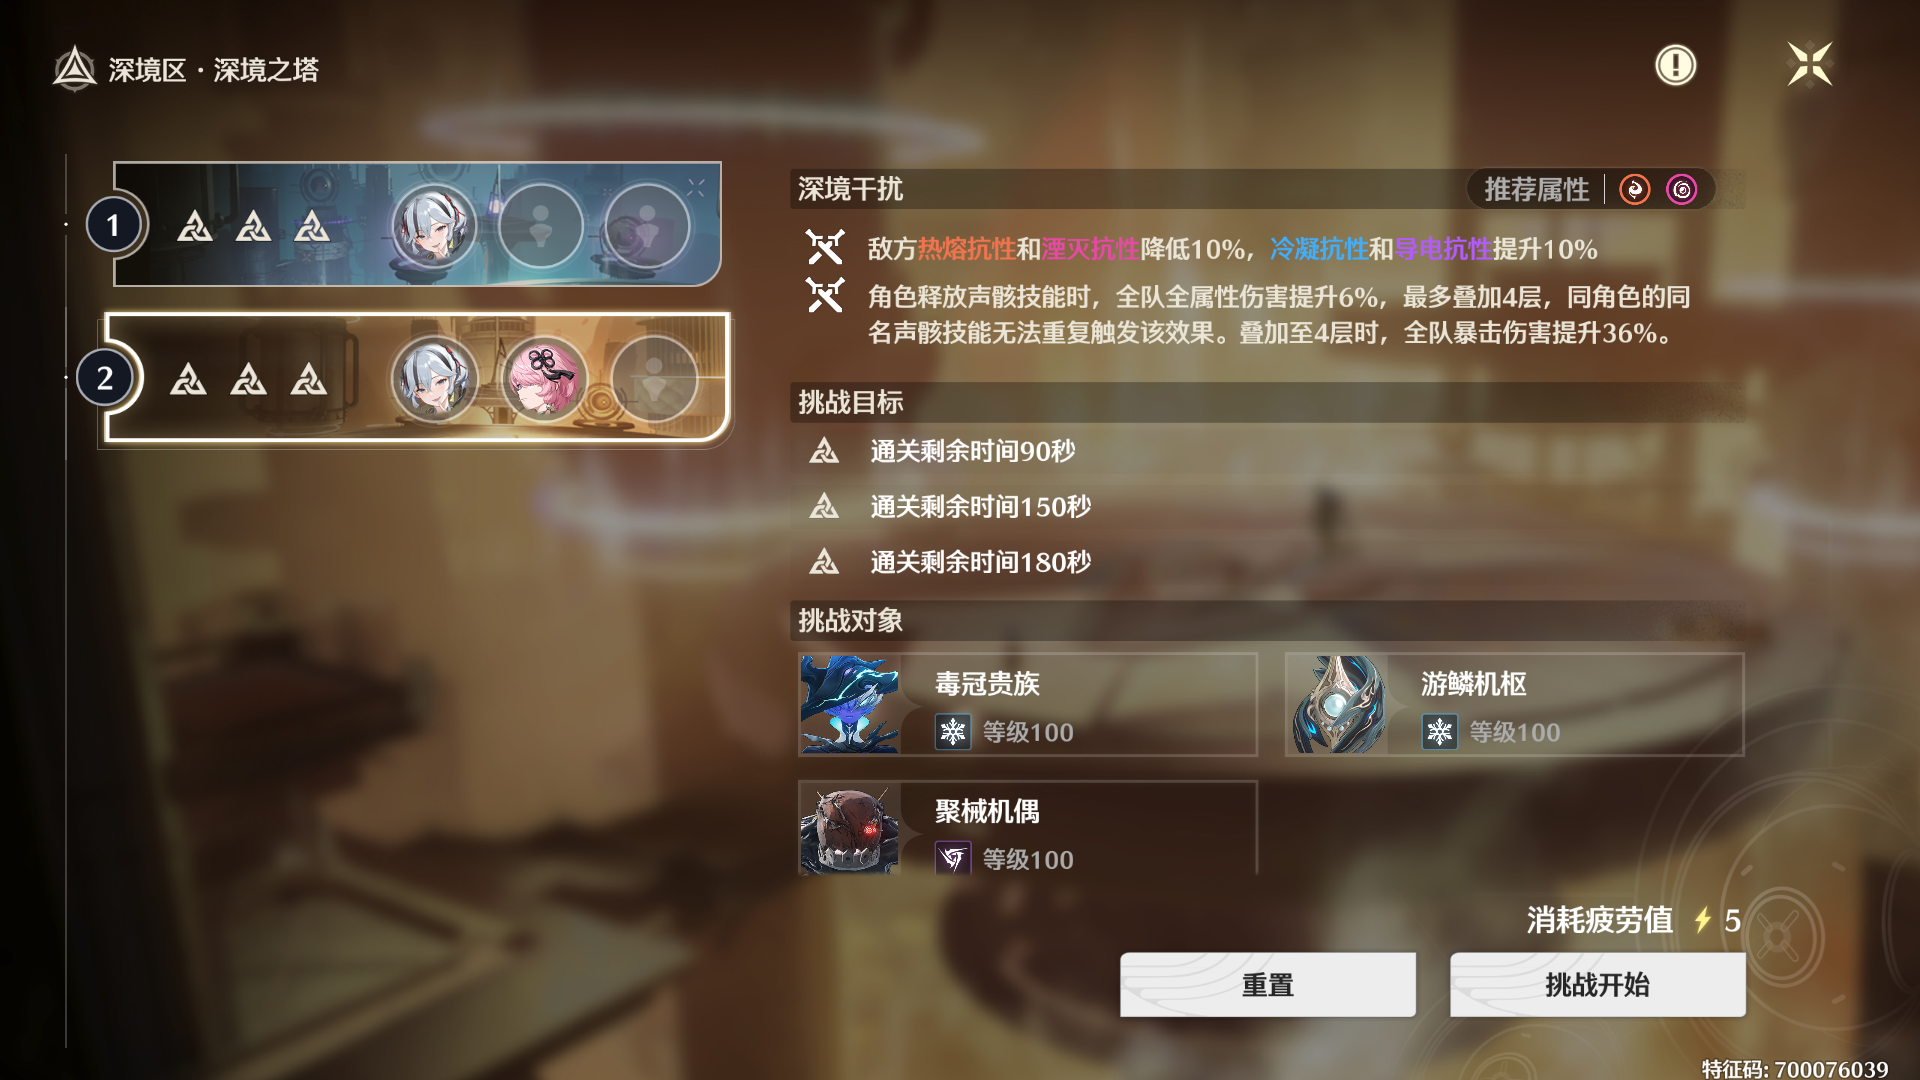 深境区·深境之塔
1
2
深境干扰
推荐属性
敌方热熔抗性和湮灭抗性降低10%，冷凝抗性和导电抗性提升10%
角色释放声骸技能时，全队全属性伤害提升6%，最多叠加4层，同角色的同
名声骸技能无法重复触发该效果。叠加至4层时，全队暴击伤害提升36%。
挑战目标
通关剩余时间90秒
通关剩余时间150秒
通关剩余时间180秒
挑战对象
毒冠贵族
等级100
游鳞机枢
等级100
聚械机偶
等级100
消耗疲劳值 5
重置
挑战开始
特征码: 700076039